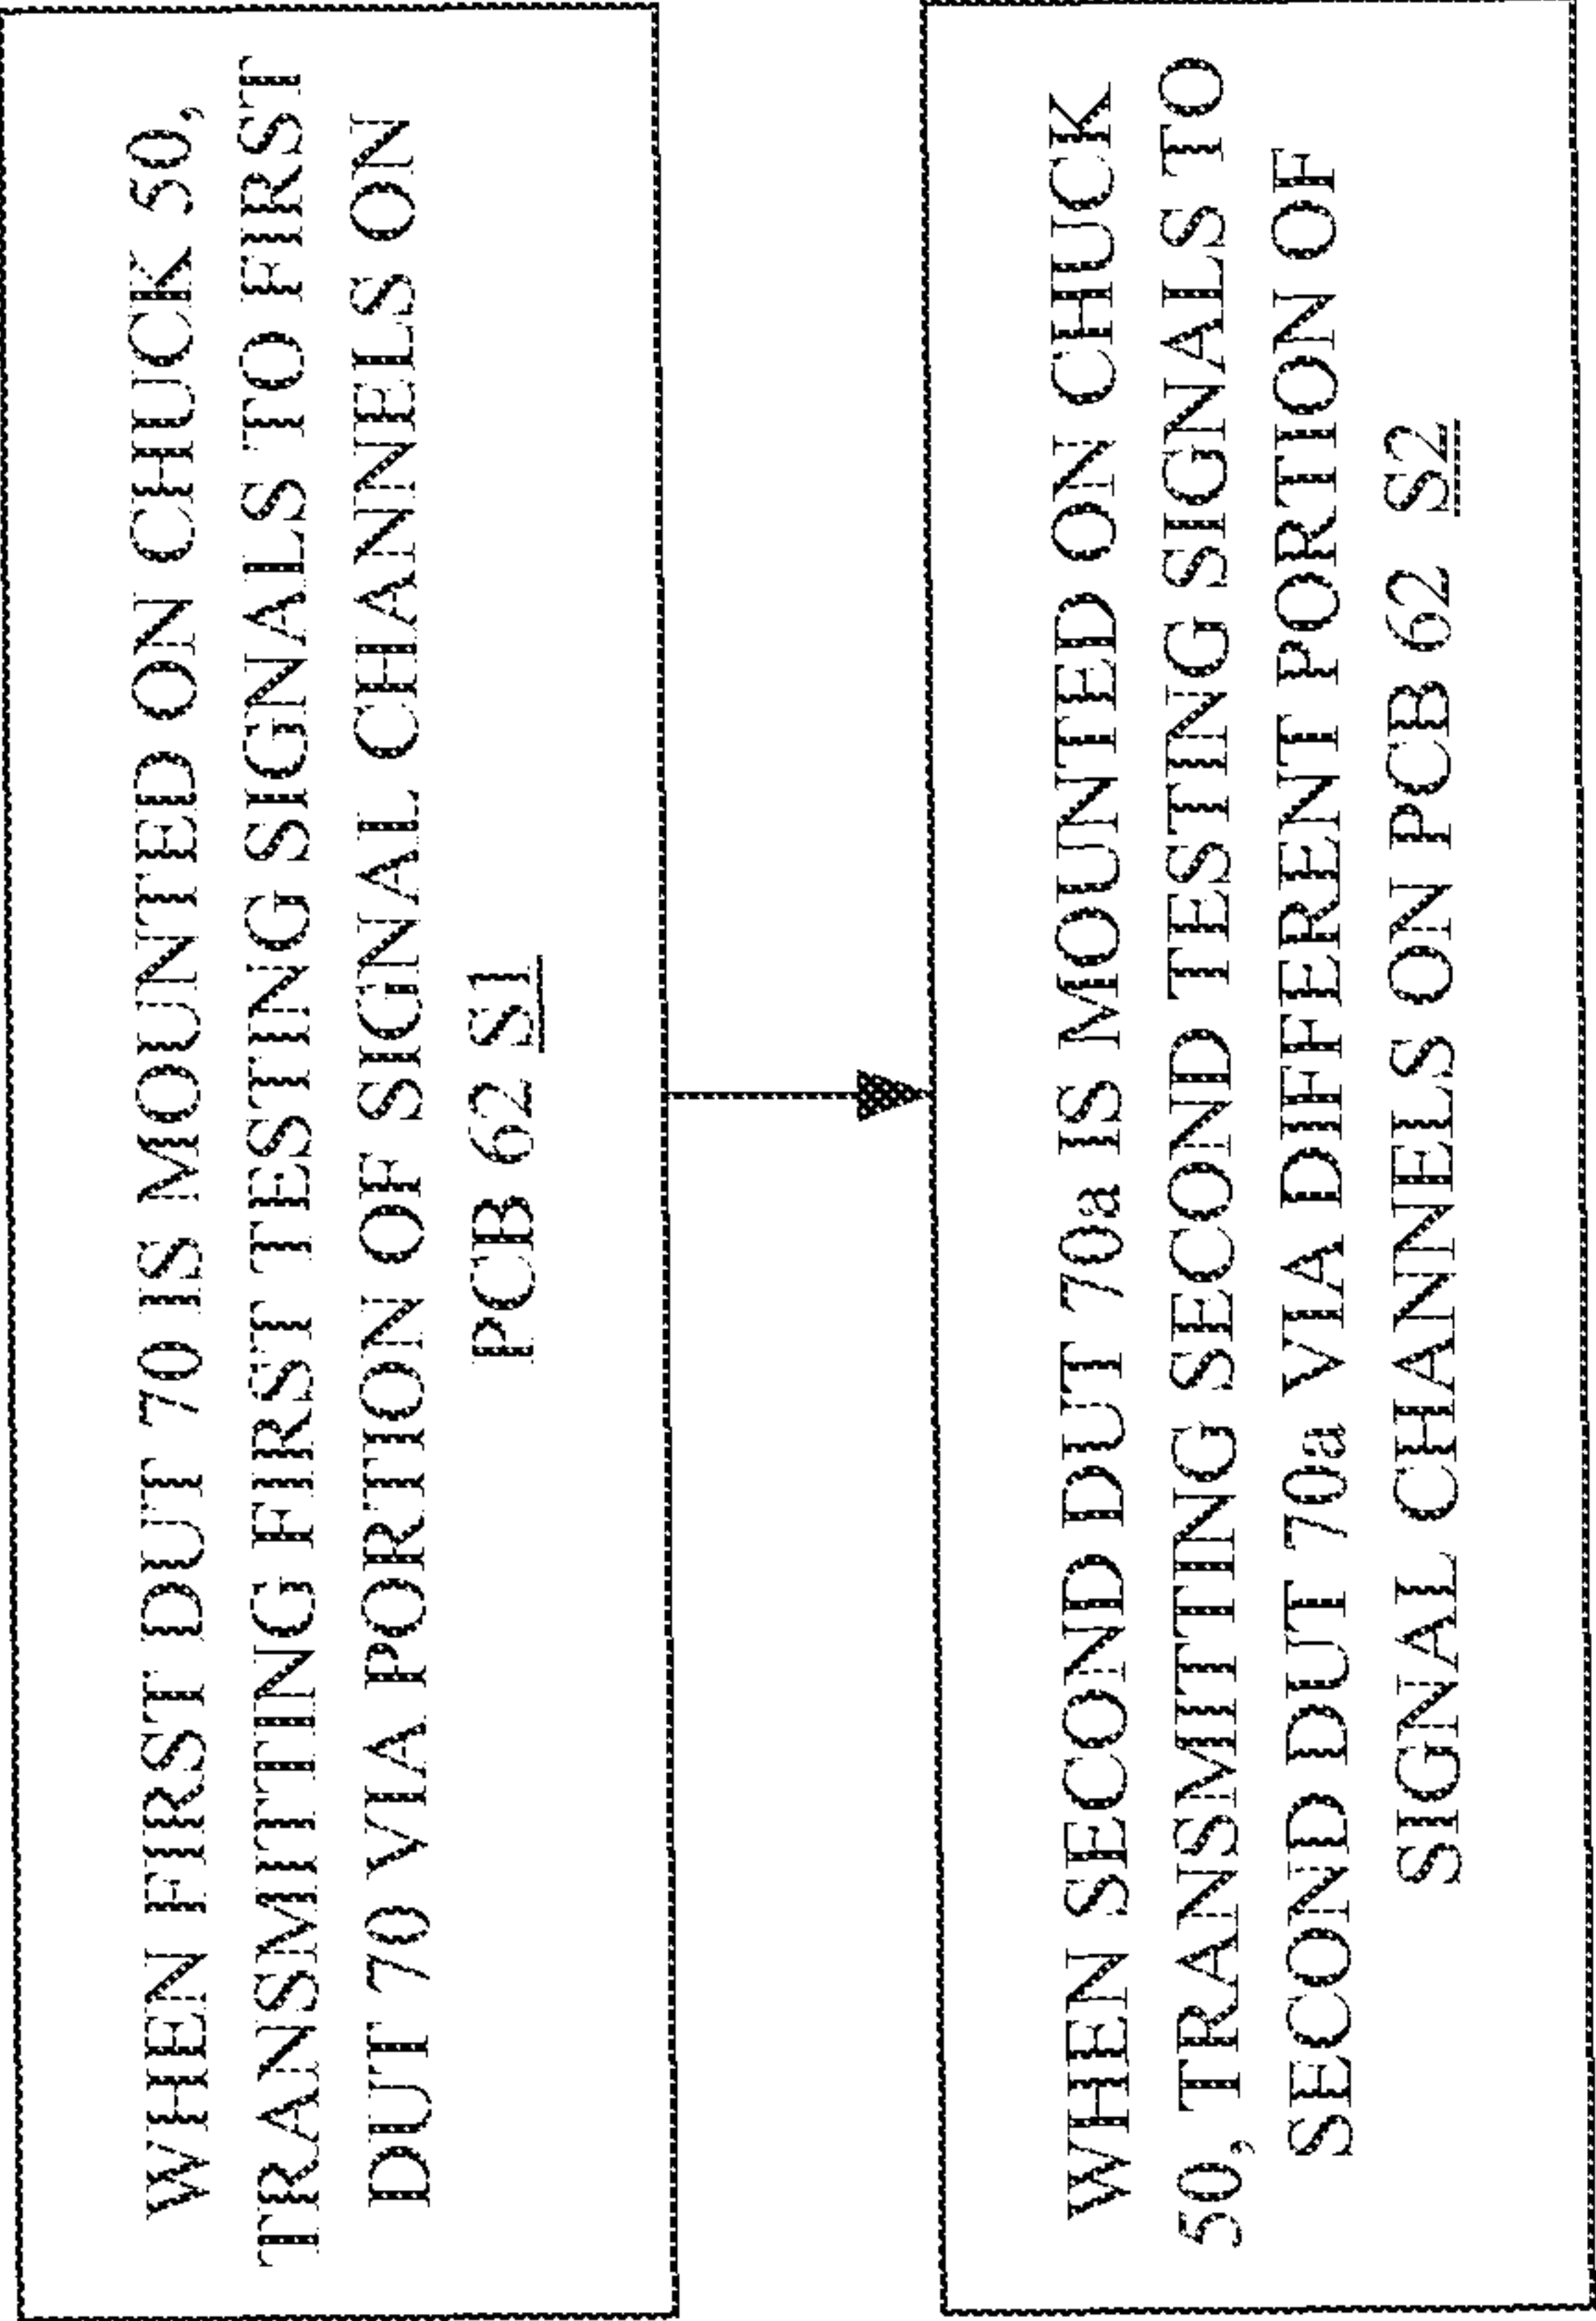 WHEN FIRST DUT 70 IS MOUNTED ON CHUCK 50,
TRANSMITTING FIRST TESTING SIGNALS TO FIRST
DUT 70 VIA PORTION OF SIGNAL CHANNELS ON
PCB 62 S1
WHEN SECOND DUT 70a IS MOUNTED ON CHUCK
50, TRANSMITTING SECOND TESTING SIGNALS TO
SECOND DUT 70a VIA DIFFERENT PORTION OF
SIGNAL CHANNELS ON PCB 62 S2